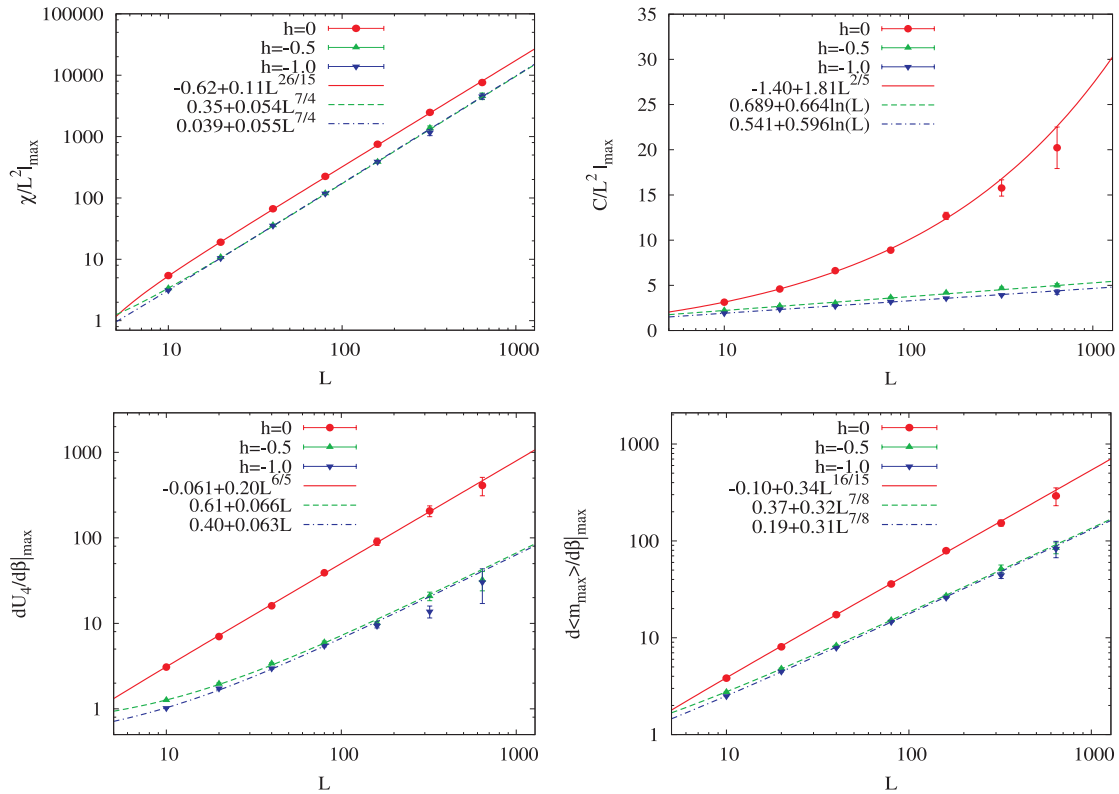 100000
10000
1000
100
10
1
10
100
1000
L
χ/L²|max
h=0
h=-0.5
h=-1.0
-0.62+0.11L^26/15
0.35+0.054L^7/4
0.039+0.055L^7/4
35
30
25
20
15
10
5
0
10
100
1000
L
C/L²|max
h=0
h=-0.5
h=-1.0
-1.40+1.81L^2/5
0.689+0.664ln(L)
0.541+0.596ln(L)
1000
100
10
1
10
100
1000
L
dU₄/dβ|max
h=0
h=-0.5
h=-1.0
-0.061+0.20L^6/5
0.61+0.066L
0.40+0.063L
1000
100
10
1
10
100
1000
L
d<m_max>/dβ|max
h=0
h=-0.5
h=-1.0
-0.10+0.34L^16/15
0.37+0.32L^7/8
0.19+0.31L^7/8